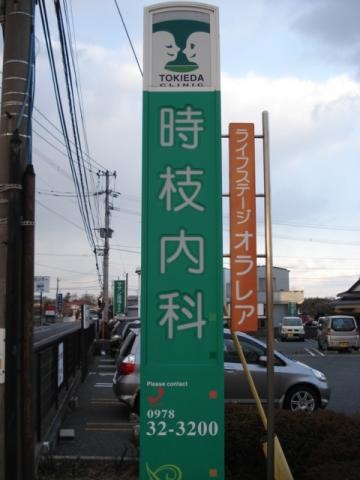 TOKIEDA
CLINIC
時枝内科
Please contact
0978
32-3200
ライフステージ オラレア